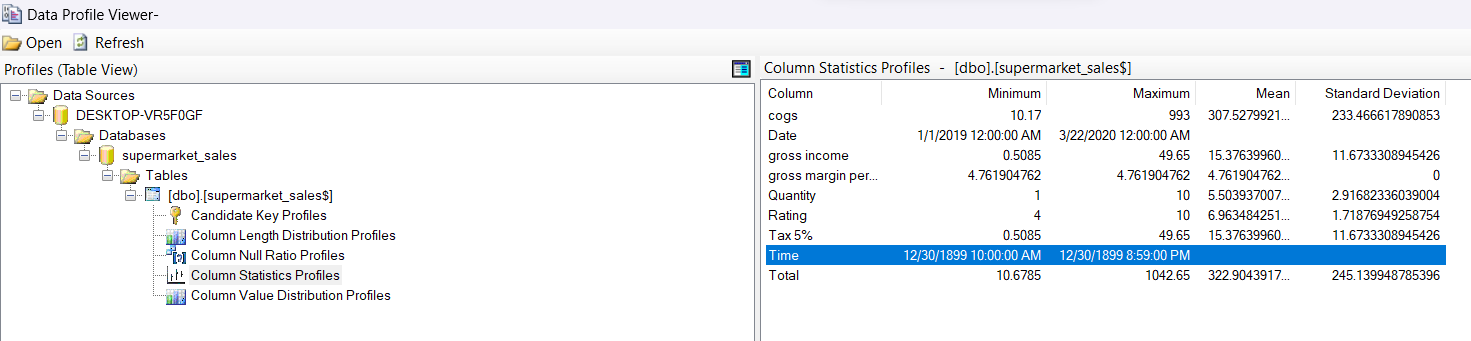 Data Profile Viewer-
Open Refresh
Profiles (Table View)
Data Sources
DESKTOP-VR5F0GF
Databases
supermarket_sales
Tables
[dbo].[supermarket_sales$]
Candidate Key Profiles
Column Length Distribution Profiles
Column Null Ratio Profiles
Column Statistics Profiles
Column Value Distribution Profiles
Column Statistics Profiles - [dbo].[supermarket_sales$]
Column Minimum Maximum Mean Standard Deviation
cogs 10.17 993 307.5279921... 233.466617890853
Date 1/1/2019 12:00:00 AM 3/22/2020 12:00:00 AM
gross income 0.5085 49.65 15.37639960... 11.6733308945426
gross margin per... 4.761904762 4.761904762 4.761904762... 0
Quantity 1 10 5.503937007... 2.91682336039004
Rating 4 10 6.963484251... 1.71876949258754
Tax 5% 0.5085 49.65 15.37639960... 11.6733308945426
Time 12/30/1899 10:00:00 AM 12/30/1899 8:59:00 PM
Total 10.6785 1042.65 322.9043917... 245.139948785396